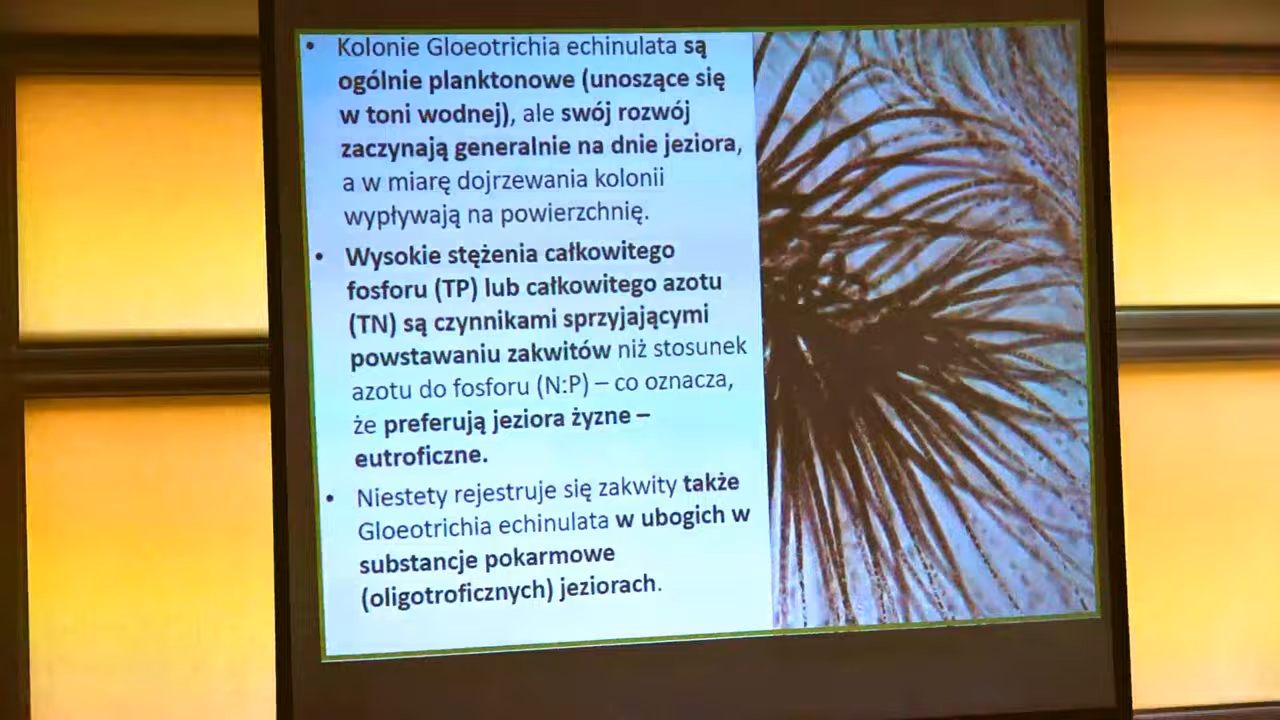 • Kolonie Gloeotrichia echinulata są
ogólnie planktonowe (unoszące się
w toni wodnej), ale swój rozwój
zaczynają generalnie na dnie jeziora,
a w miarę dojrzewania kolonii
wypływają na powierzchnię.
• Wysokie stężenia całkowitego
fosforu (TP) lub całkowitego azotu
(TN) są czynnikami sprzyjającymi
powstawaniu zakwitów niż stosunek
azotu do fosforu (N:P) – co oznacza,
że preferują jeziora żyzne –
eutroficzne.
• Niestety rejestruje się zakwity także
Gloeotrichia echinulata w ubogich w
substancje pokarmowe
(oligotroficznych) jeziorach.